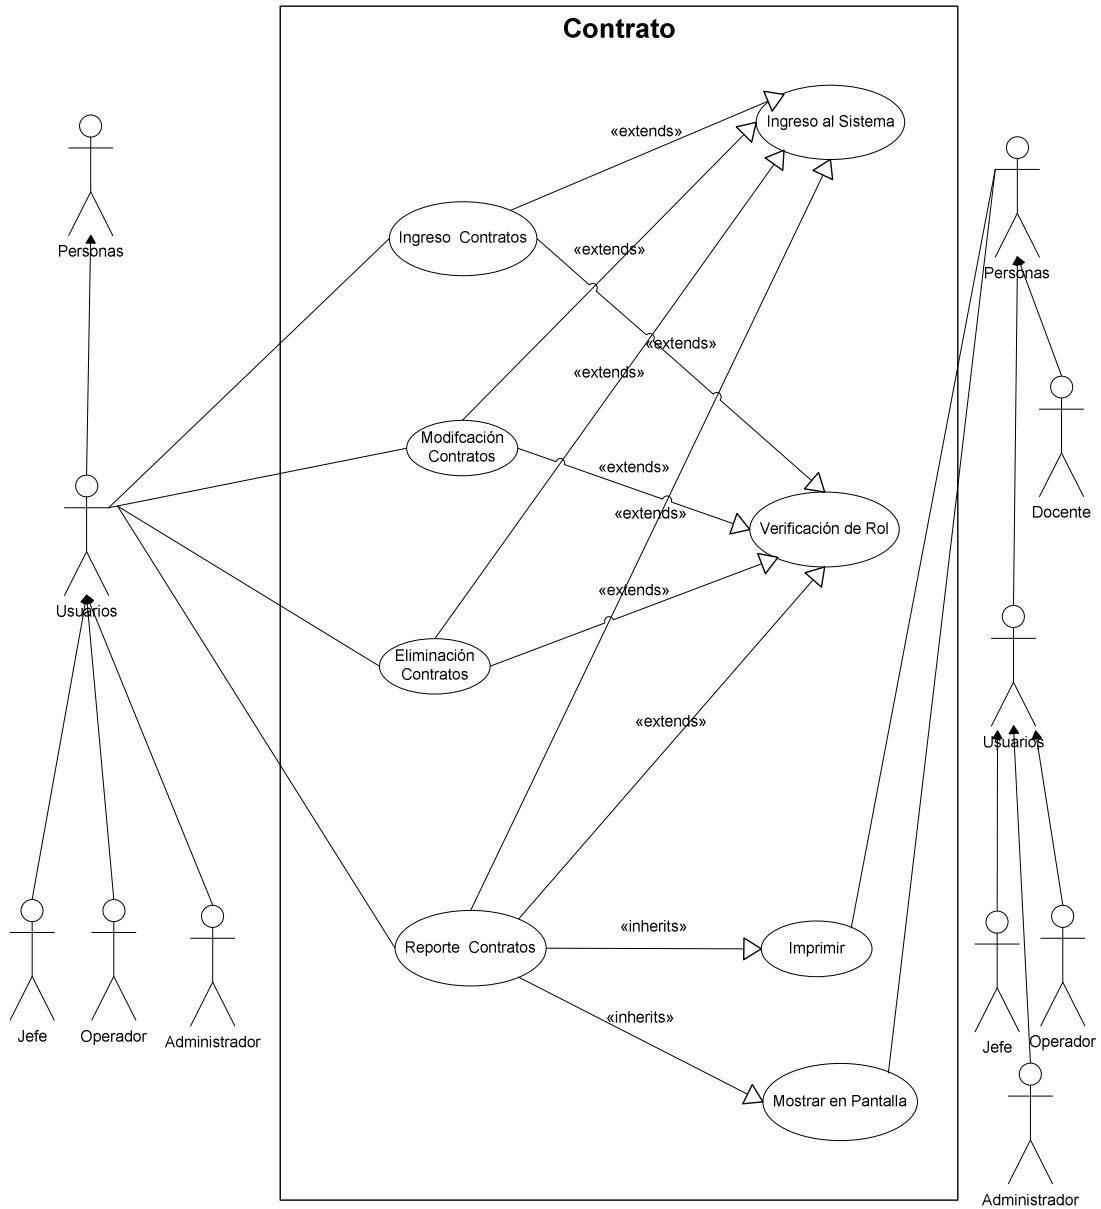 Contrato
Ingreso al Sistema
«extends»
Ingreso  Contratos
Personas
«extends»
Personas
«extends»
«extends»
Modifcación
Contratos
«extends»
«extends»
Docente
Verificación de Rol
«extends»
Usuarios
Eliminación
Contratos
«extends»
Usuarios
«inherits»
Reporte  Contratos
Imprimir
«inherits»
Jefe
Operador
Administrador
Jefe
Operador
Mostrar en Pantalla
Administrador